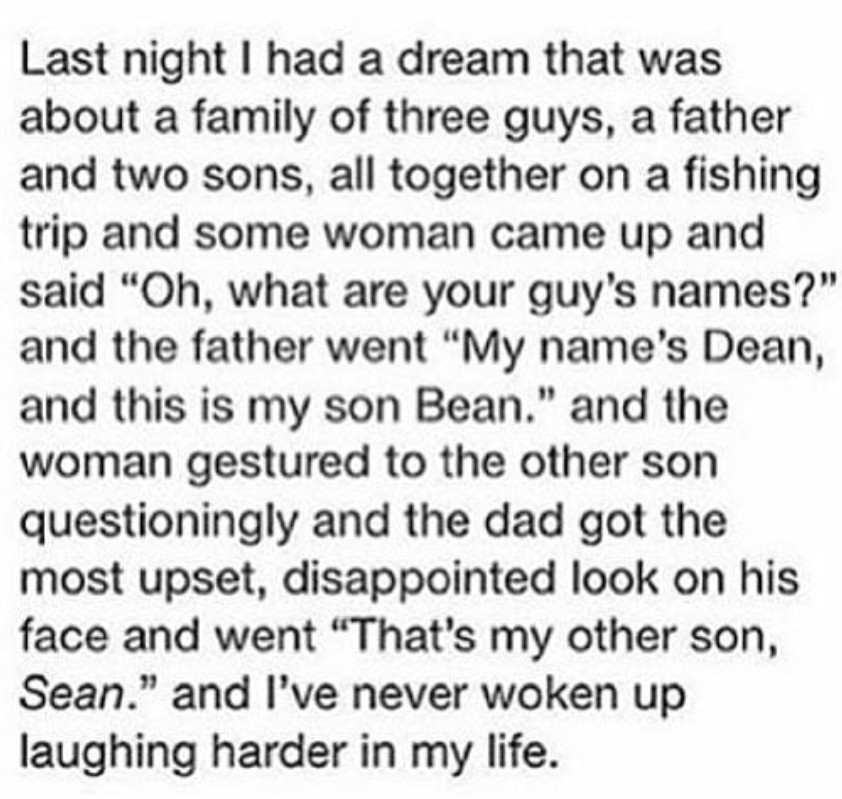 Last night I had a dream that was
about a family of three guys, a father
and two sons, all together on a fishing
trip and some woman came up and
said “Oh, what are your guy’s names?”
and the father went “My name’s Dean,
and this is my son Bean.” and the
woman gestured to the other son
questioningly and the dad got the
most upset, disappointed look on his
face and went “That’s my other son,
Sean.” and I’ve never woken up
laughing harder in my life.